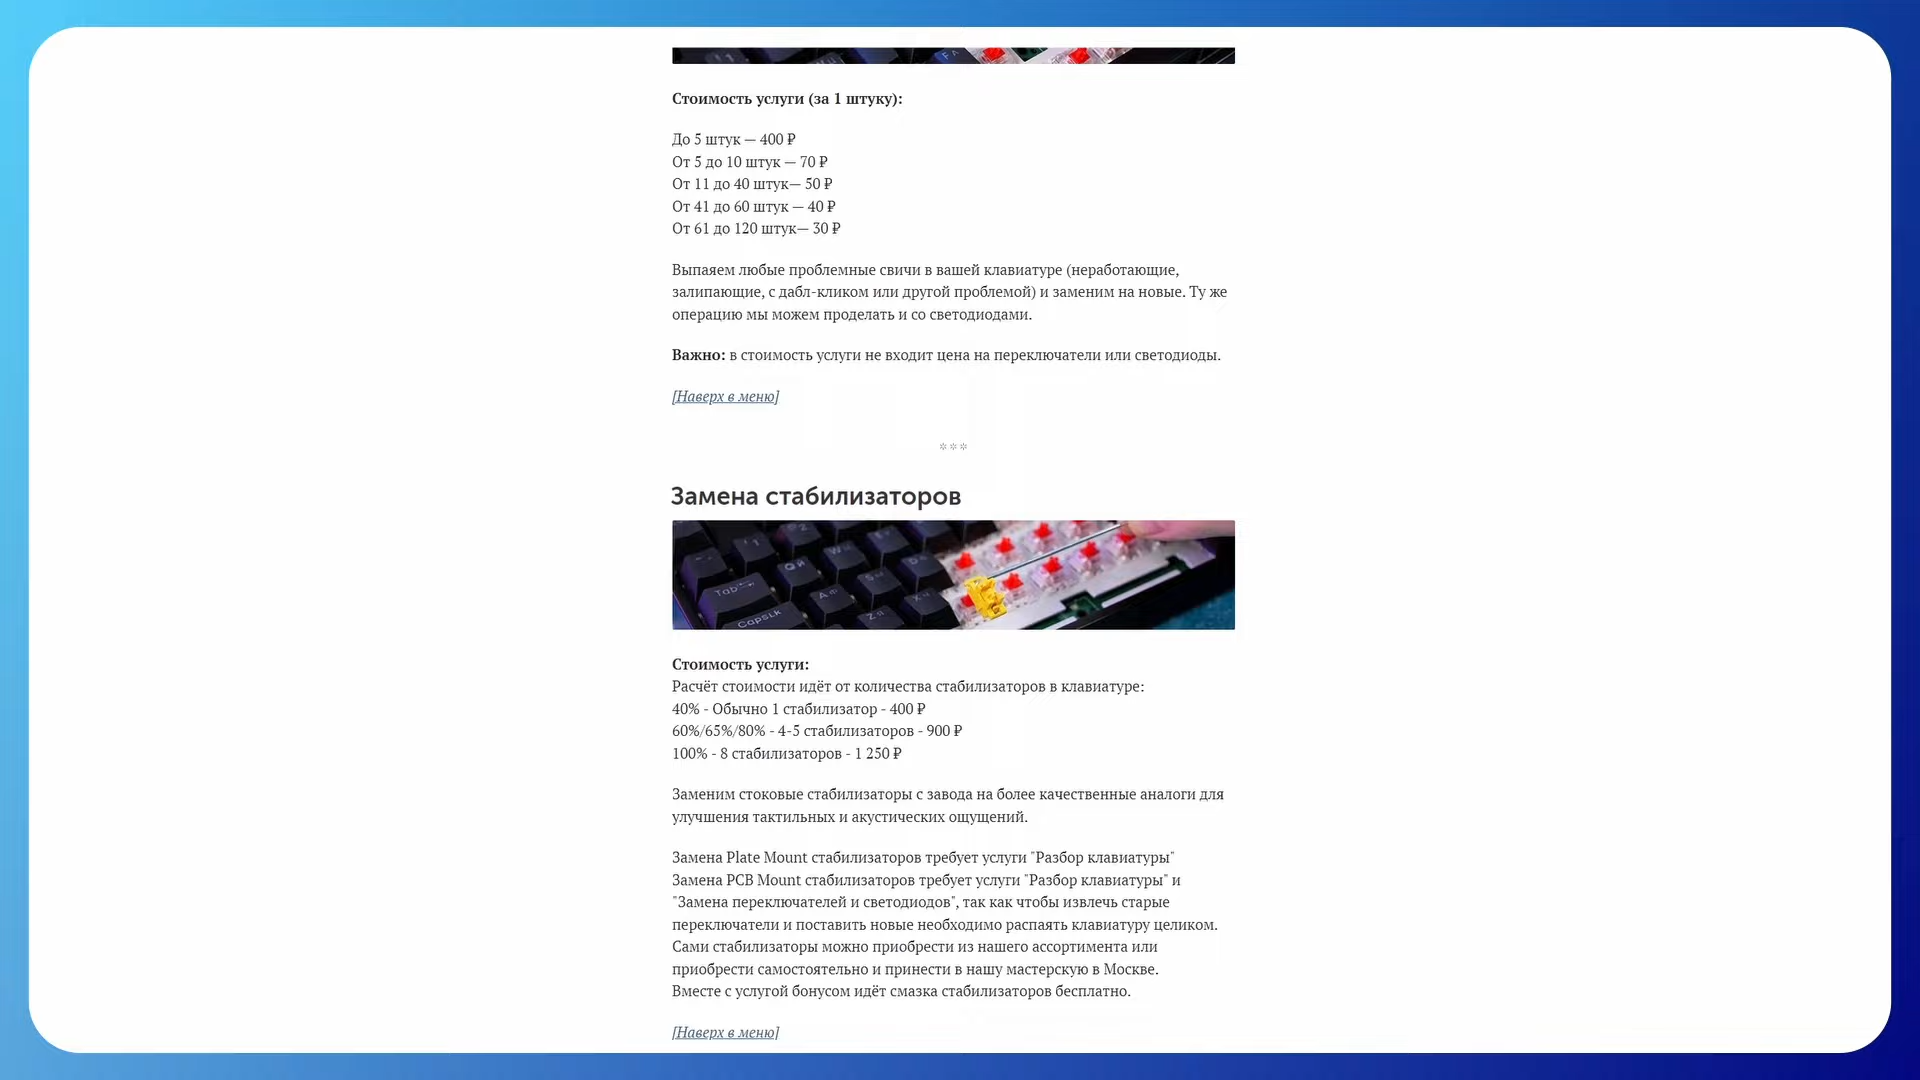 Стоимость услуги (за 1 штуку):
До 5 штук — 400 ₽
От 5 до 10 штук — 70 ₽
От 11 до 40 штук— 50 ₽
От 41 до 60 штук — 40 ₽
От 61 до 120 штук— 30 ₽
Выпаяем любые проблемные свичи в вашей клавиатуре (неработающие,
залипающие, с дабл-кликом или другой проблемой) и заменим на новые. Ту же
операцию мы можем проделать и со светодиодами.
Важно: в стоимость услуги не входит цена на переключатели или светодиоды.
[Наверх в меню]
***
Замена стабилизаторов
Tab
CapsLk
Стоимость услуги:
Расчёт стоимости идёт от количества стабилизаторов в клавиатуре:
40% - Обычно 1 стабилизатор - 400 ₽
60%/65%/80% - 4-5 стабилизаторов - 900 ₽
100% - 8 стабилизаторов - 1 250 ₽
Заменим стоковые стабилизаторы с завода на более качественные аналоги для
улучшения тактильных и акустических ощущений.
Замена Plate Mount стабилизаторов требует услуги "Разбор клавиатуры"
Замена PCB Mount стабилизаторов требует услуги "Разбор клавиатуры" и
"Замена переключателей и светодиодов", так как чтобы извлечь старые
переключатели и поставить новые необходимо распаять клавиатуру целиком.
Сами стабилизаторы можно приобрести из нашего ассортимента или
приобрести самостоятельно и принести в нашу мастерскую в Москве.
Вместе с услугой бонусом идёт смазка стабилизаторов бесплатно.
[Наверх в меню]